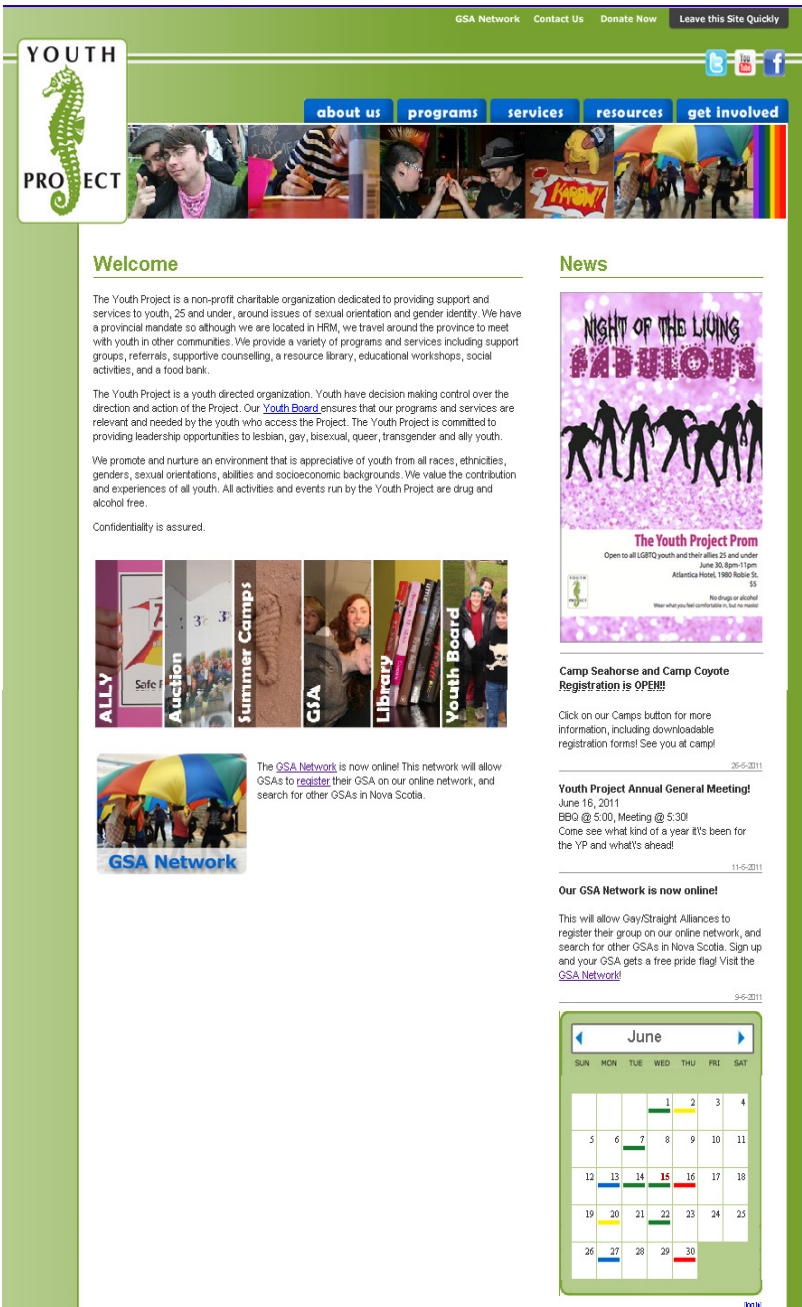 GSA Network Contact Us Donate Now Leave this Site Quickly
YOUTH
PROJECT
You
Tube
about us programs services resources get involved
KAPOW!
Welcome
The Youth Project is a non-profit charitable organization dedicated to providing support and
services to youth, 25 and under, around issues of sexual orientation and gender identity. We have
a provincial mandate so although we are located in HRM, we travel around the province to meet
with youth in other communities. We provide a variety of programs and services including support
groups, referrals, supportive counselling, a resource library, educational workshops, social
activities, and a food bank.
The Youth Project is a youth directed organization. Youth have decision making control over the
direction and action of the Project. Our Youth Board ensures that our programs and services are
relevant and needed by the youth who access the Project. The Youth Project is committed to
providing leadership opportunities to lesbian, gay, bisexual, queer, transgender and ally youth.
We promote and nurture an environment that is appreciative of youth from all races, ethnicities,
genders, sexual orientations, abilities and socioeconomic backgrounds. We value the contribution
and experiences of all youth. All activities and events run by the Youth Project are drug and
alcohol free.
Confidentiality is assured.
ALLY
Safe
Auction
Summer Camps
GSA
Library
Youth Board
GSA Network
The GSA Network is now online! This network will allow
GSAs to register their GSA on our online network, and
search for other GSAs in Nova Scotia.
News
NIGHT OF THE LIVING
FABULOUS
The Youth Project Prom
Open to all LGBTQ youth and their allies 25 and under
June 30, 8pm-11pm
Atlantica Hotel, 1980 Robie St.
$5
YOUTH
PROJECT
No drugs or alcohol
Wear what you feel comfortable in, but no masks!
Camp Seahorse and Camp Coyote
Registration is OPEN!!!
Click on our Camps button for more
information, including downloadable
registration forms! See you at camp!
26-5-2011
Youth Project Annual General Meeting!
June 16, 2011
BBQ @ 5:00, Meeting @ 5:30!
Come see what kind of a year it\'s been for
the YP and what\'s ahead!
11-5-2011
Our GSA Network is now online!
This will allow Gay/Straight Alliances to
register their group on our online network, and
search for other GSAs in Nova Scotia. Sign up
and your GSA gets a free pride flag! Visit the
GSA Network!
9-5-2011
June
SUN MON TUE WED THU FRI SAT
1 2 3 4
5 6 7 8 9 10 11
12 13 14 15 16 17 18
19 20 21 22 23 24 25
26 27 28 29 30